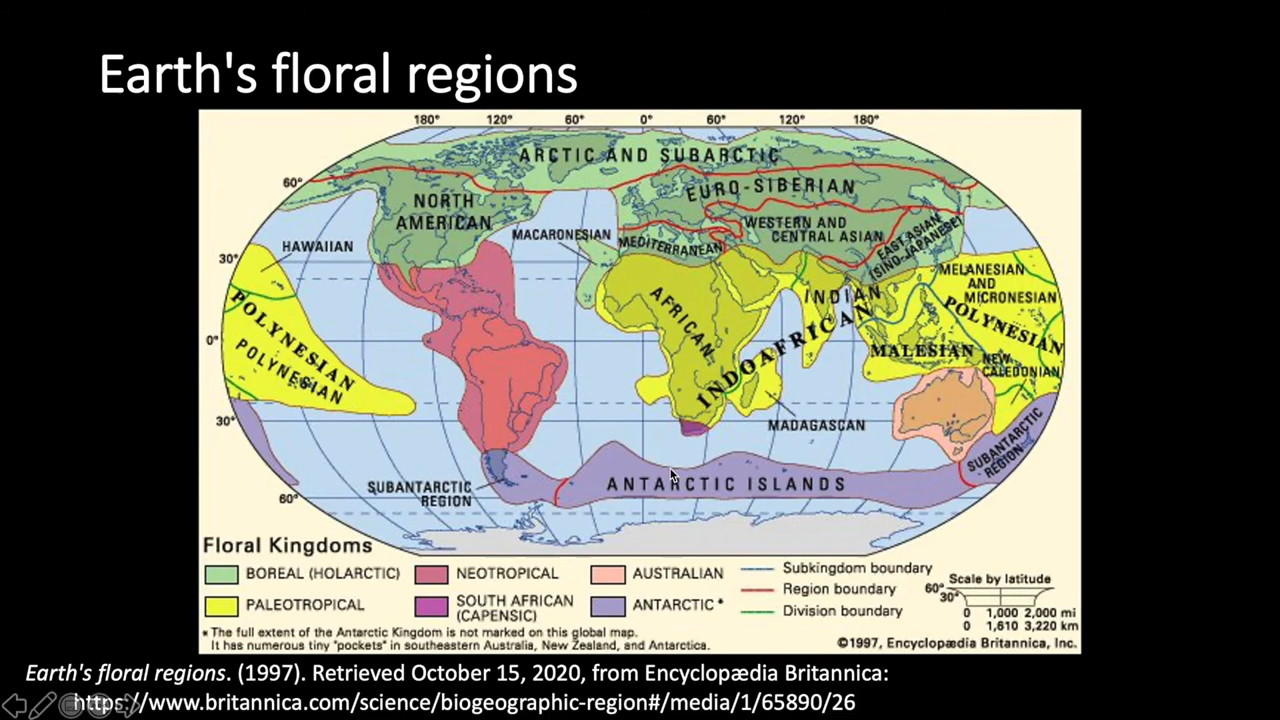 Earth's floral regions
180° 120° 60° 0° 60° 120° 180°
ARCTIC AND SUBARCTIC
60°
EURO-SIBERIAN
NORTH
AMERICAN
WESTERN AND
CENTRAL ASIAN
EAST ASIAN
(SINO-JAPANESE)
MACARONESIAN
MEDITERRANEAN
HAWAIIAN
30°
MELANESIAN
AND
MICRONESIAN
INDIAN
AFRICAN
INDOAFRICAN
POLYNESIAN
POLYNESIAN
POLYNESIAN
0°
MALESIAN
NEW
CALEDONIAN
30°
MADAGASCAN
SUBANTARCTIC
REGION
ANTARCTIC ISLANDS
SUBANTARCTIC
REGION
60°
Floral Kingdoms
BOREAL (HOLARCTIC)
NEOTROPICAL
AUSTRALIAN
PALEOTROPICAL
SOUTH AFRICAN
(CAPENSIC)
ANTARCTIC *
Subkingdom boundary
Region boundary
Division boundary
Scale by latitude
60°
30°
0 1,000 2,000 mi
0 1,610 3,220 km
* The full extent of the Antarctic Kingdom is not marked on this global map.
It has numerous tiny "pockets" in southeastern Australia, New Zealand, and Antarctica.
©1997, Encyclopædia Britannica, Inc.
Earth's floral regions. (1997). Retrieved October 15, 2020, from Encyclopædia Britannica:
https://www.britannica.com/science/biogeographic-region#/media/1/65890/26